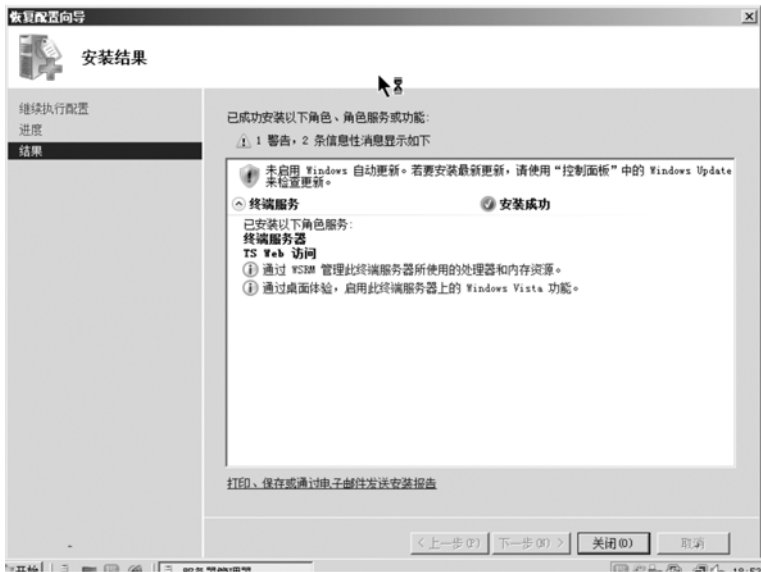 恢复配置向导
安装结果
继续执行配置
进度
结果
已成功安装以下角色、角色服务或功能:
1 警告，2 条信息性消息显示如下
未启用 Windows 自动更新。若要安装最新更新，请使用“控制面板”中的 Windows Update
来检查更新。
终端服务
安装成功
已安装以下角色服务:
终端服务器
TS Web 访问
通过 WSRM 管理此终端服务器所使用的处理器和内存资源。
通过桌面体验，启用此终端服务器上的 Windows Vista 功能。
打印、保存或通过电子邮件发送安装报告
< 上一步(P)
下一步(N) >
关闭(O)
取消
开始
服务器管理器
18:52